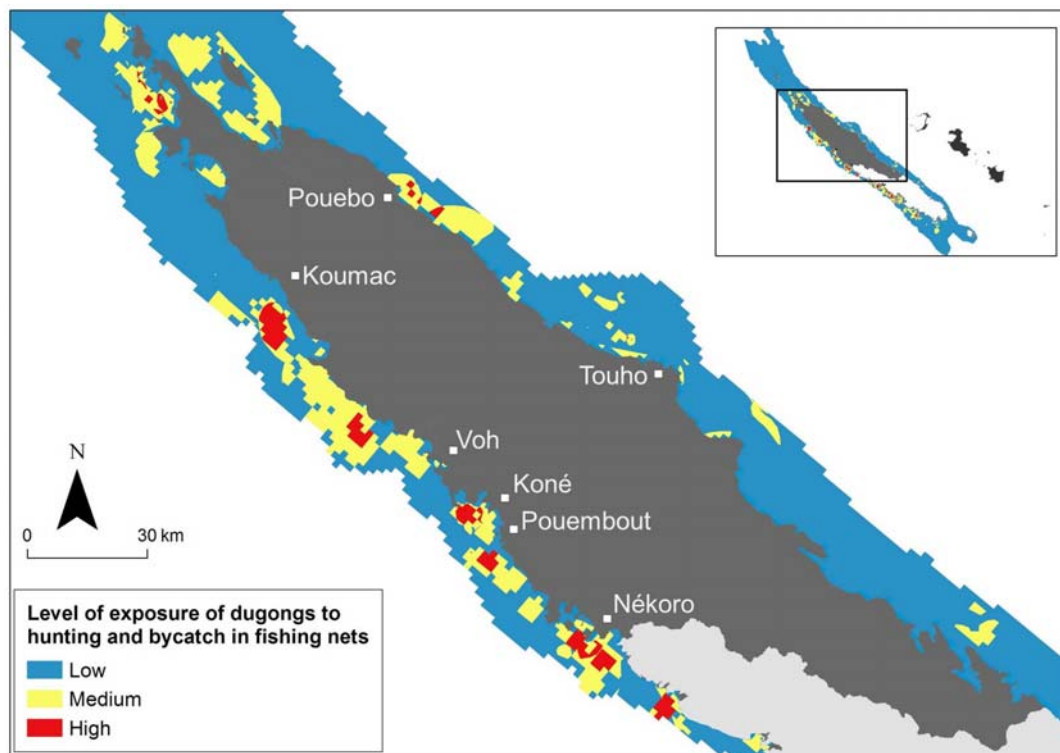 Pouebo
Koumac
Touho
Voh
Koné
Pouembout
Nékoro
N
0 30 km
Level of exposure of dugongs to
hunting and bycatch in fishing nets
Low
Medium
High